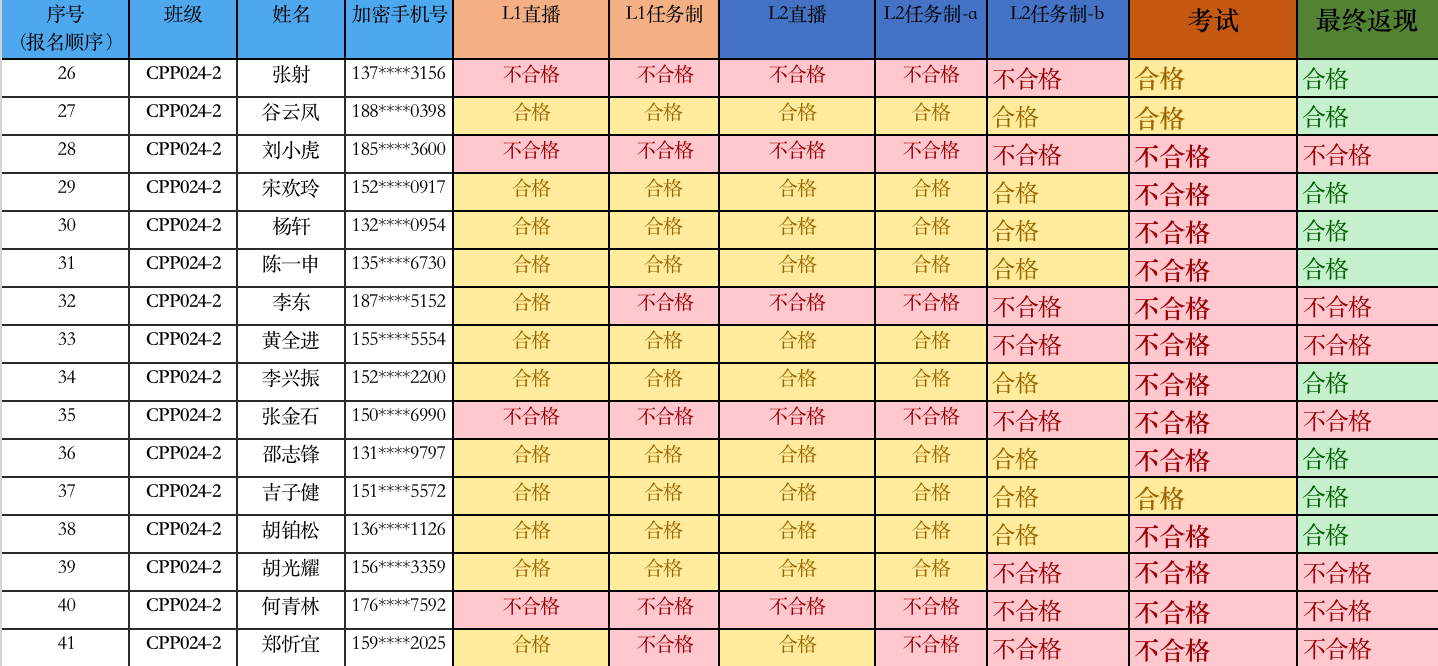 序号 班级 姓名 加密手机号 L1直播 L1任务制 L2直播 L2任务制-a L2任务制-b 考试 最终返现
(报名顺序）
26 CPP024-2 张射 137****3156 不合格 不合格 不合格 不合格 不合格 合格 合格
27 CPP024-2 谷云凤 188****0398 合格 合格 合格 合格 合格 合格 合格
28 CPP024-2 刘小虎 185****3600 不合格 不合格 不合格 不合格 不合格 不合格 不合格
29 CPP024-2 宋欢玲 152****0917 合格 合格 合格 合格 合格 不合格 合格
30 CPP024-2 杨轩 132****0954 合格 合格 合格 合格 合格 不合格 合格
31 CPP024-2 陈一申 135****6730 合格 合格 合格 合格 合格 不合格 合格
32 CPP024-2 李东 187****5152 合格 不合格 不合格 不合格 不合格 不合格 不合格
33 CPP024-2 黄全进 155****5554 合格 合格 合格 合格 不合格 不合格 不合格
34 CPP024-2 李兴振 152****2200 合格 合格 合格 合格 合格 不合格 合格
35 CPP024-2 张金石 150****6990 不合格 不合格 不合格 不合格 不合格 不合格 不合格
36 CPP024-2 邵志锋 131****9797 合格 合格 合格 合格 合格 不合格 合格
37 CPP024-2 吉子健 151****5572 合格 合格 合格 合格 合格 合格 合格
38 CPP024-2 胡铂松 136****1126 合格 合格 合格 合格 合格 不合格 合格
39 CPP024-2 胡光耀 156****3359 合格 合格 合格 合格 不合格 不合格 不合格
40 CPP024-2 何青林 176****7592 不合格 不合格 不合格 不合格 不合格 不合格 不合格
41 CPP024-2 郑忻宜 159****2025 合格 不合格 合格 不合格 不合格 不合格 不合格